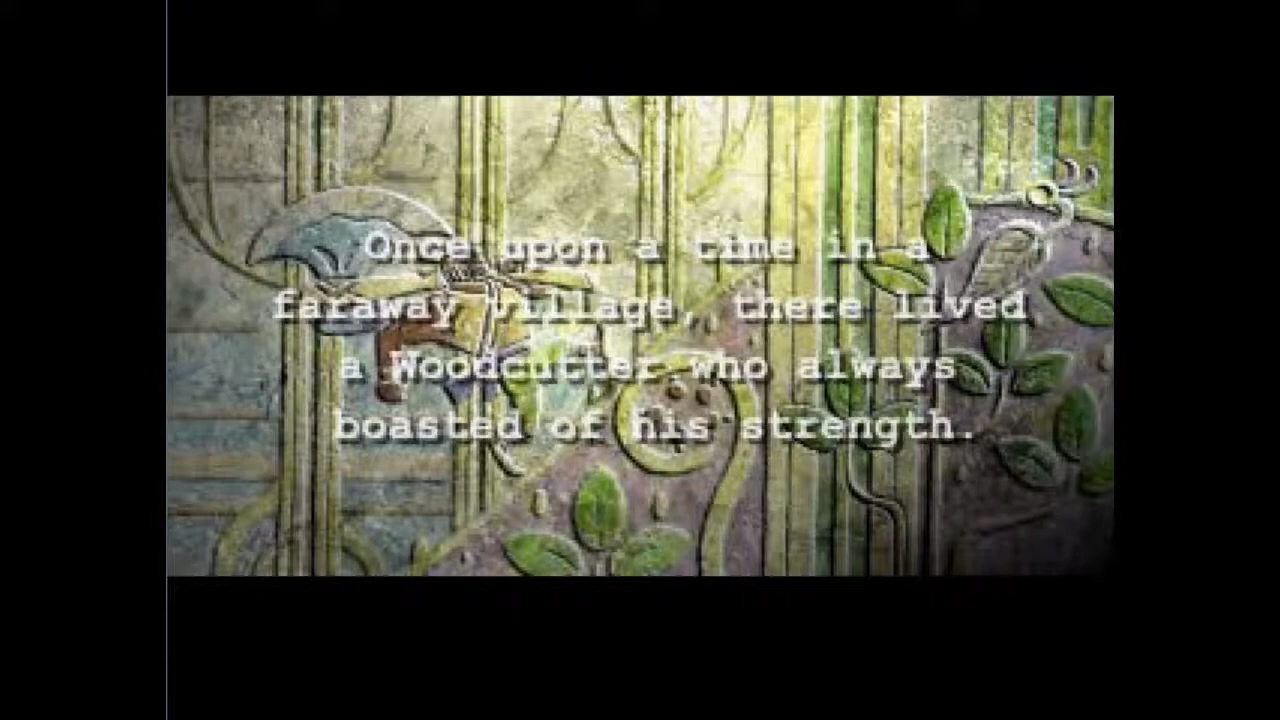 Once upon a time in a
faraway village, there lived
a Woodcutter who always
boasted of his strength.